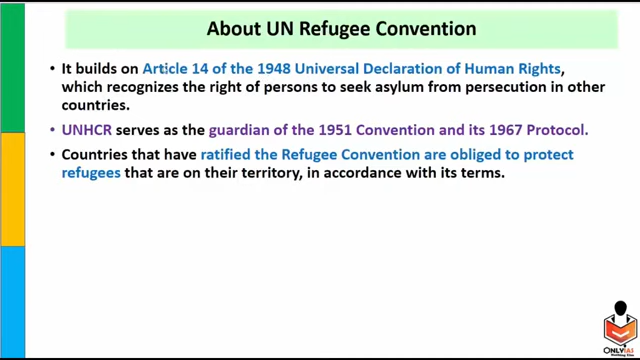 About UN Refugee Convention
• It builds on Article 14 of the 1948 Universal Declaration of Human Rights,
which recognizes the right of persons to seek asylum from persecution in other
countries.
• UNHCR serves as the guardian of the 1951 Convention and its 1967 Protocol.
• Countries that have ratified the Refugee Convention are obliged to protect
refugees that are on their territory, in accordance with its terms.
ONLYIAS